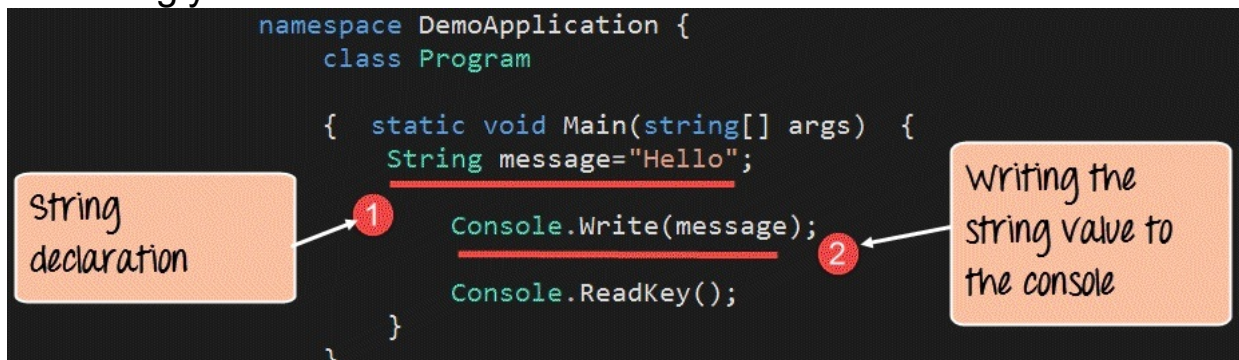 namespace DemoApplication {
class Program
{ static void Main(string[] args) {
String message="Hello";
String
declaration
1
Console.Write(message);
2
Writing the
string value to
the console
Console.ReadKey();
}
}